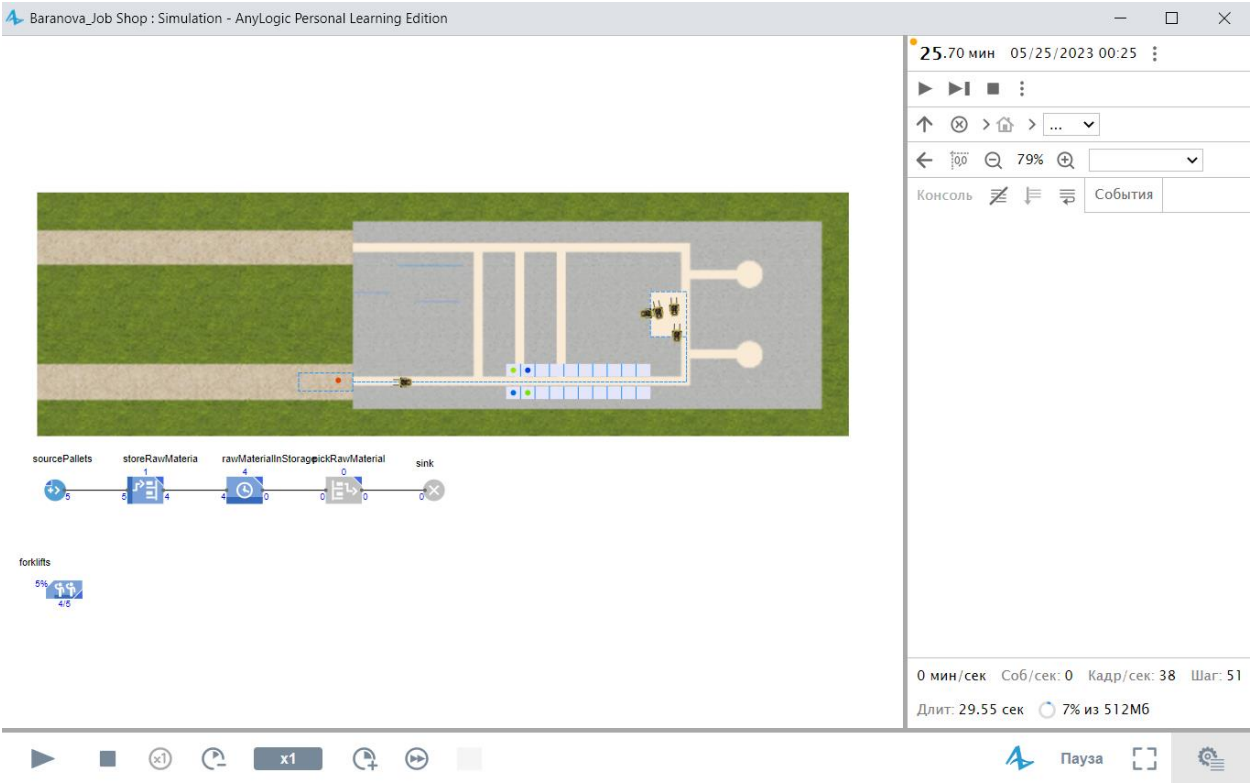 Baranova_Job Shop : Simulation - AnyLogic Personal Learning Edition
25.70 мин 05/25/2023 00:25
...
79%
Консоль События
sourcePallets storeRawMateria rawMaterialInStorage pickRawMaterial sink
1 4 0
5 5 4 4 0 0 0 0
forklifts
5%
4/5
0 мин/сек Соб/сек: 0 Кадр/сек: 38 Шаг: 51
Длит: 29.55 сек 7% из 512Мб
x1 x1 Пауза